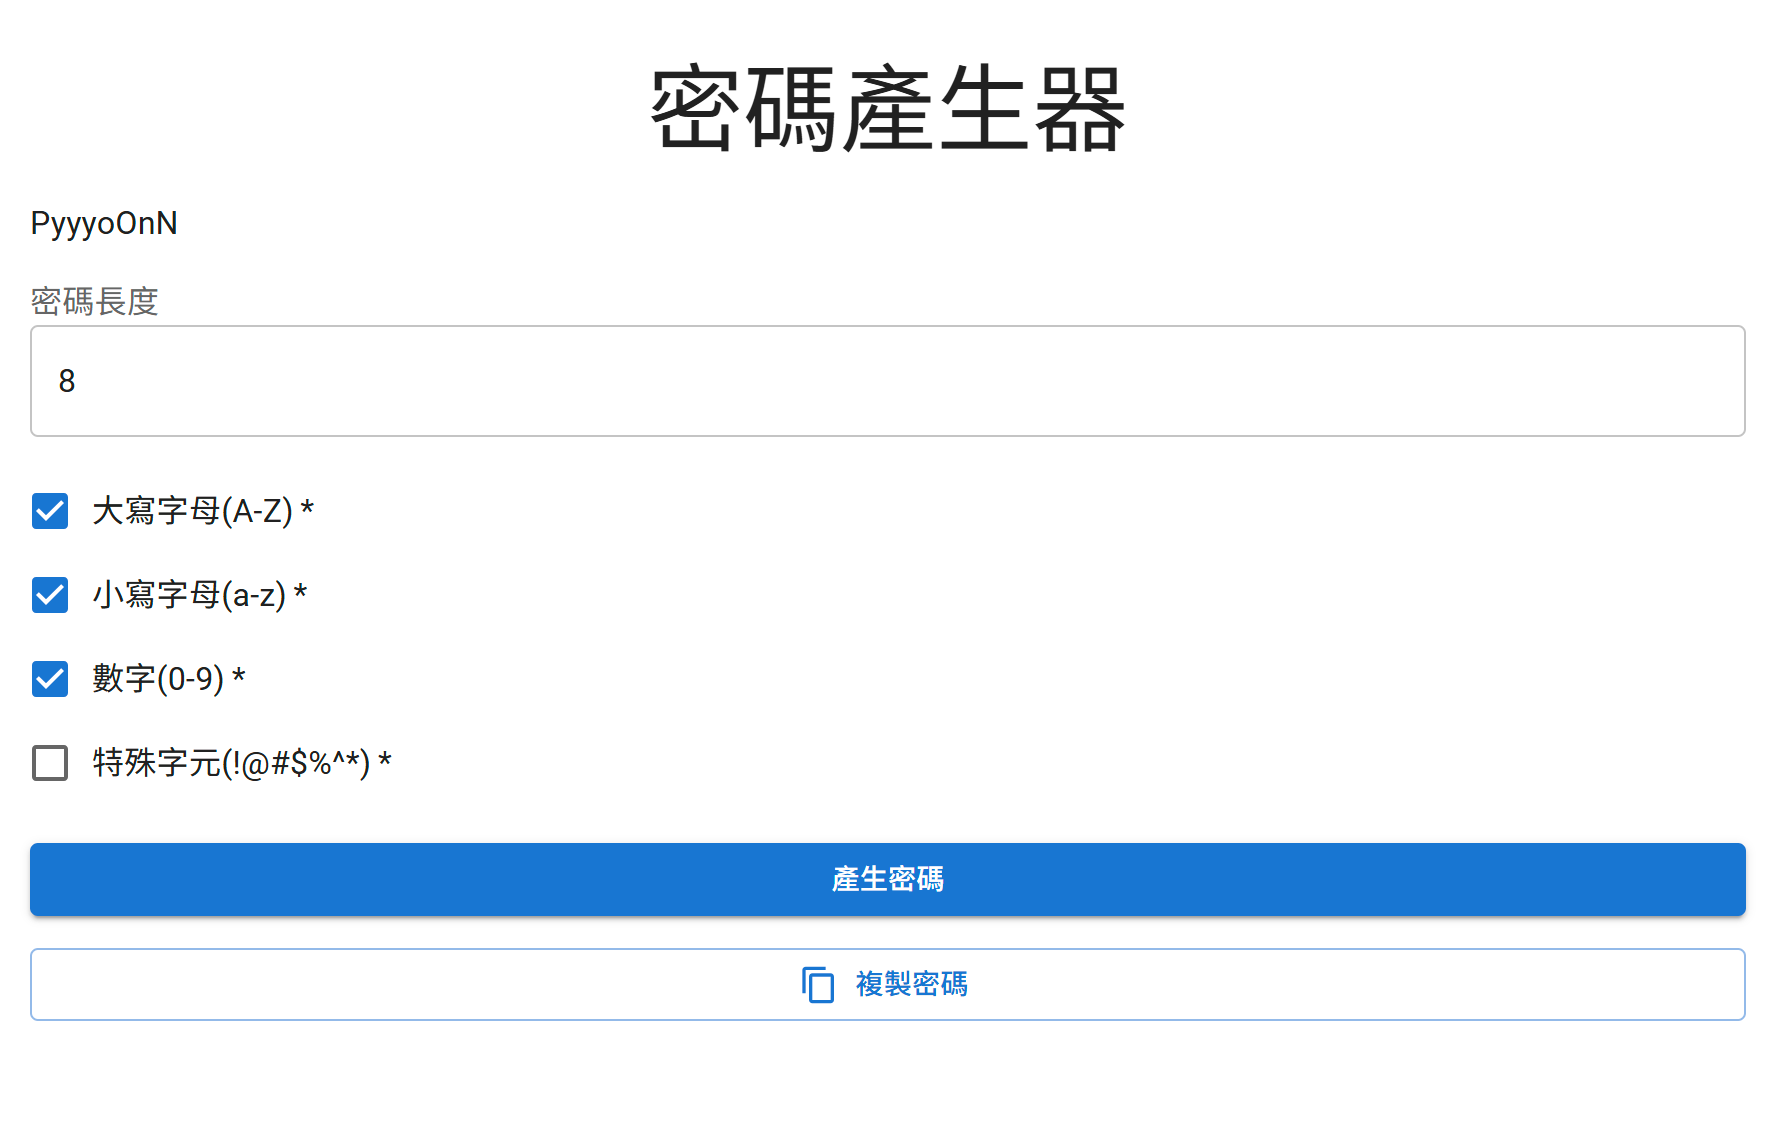 密碼產生器
PyyyoOnN
密碼長度
8
大寫字母(A-Z) *
小寫字母(a-z) *
數字(0-9) *
特殊字元(!@#$%^*) *
產生密碼
複製密碼